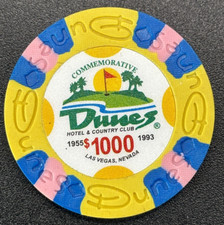 COMMEMORATIVE
Dunes®
HOTEL & COUNTRY CLUB
1955 $1000 1993
LAS VEGAS, NEVADA